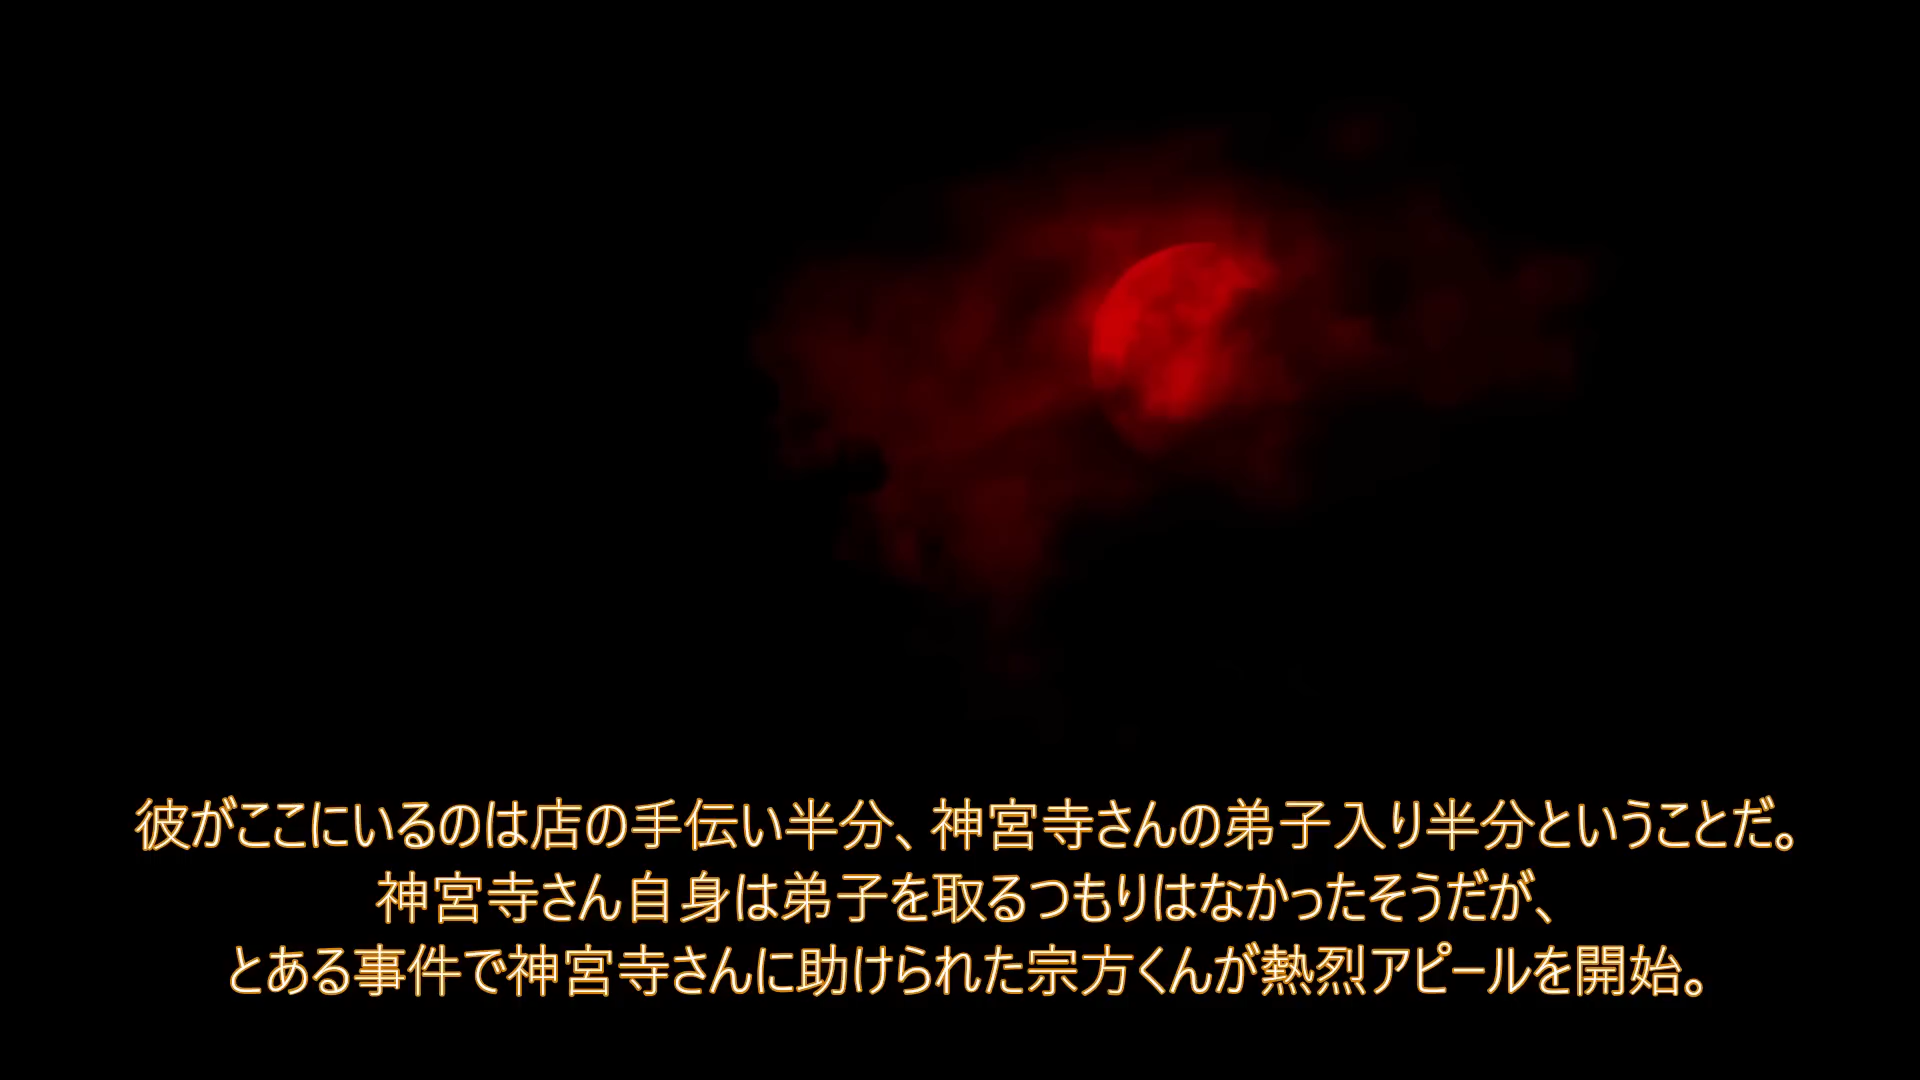 彼がここにいるのは店の手伝い半分、神宮寺さんの弟子入り半分ということだ。
神宮寺さん自身は弟子を取るつもりはなかったそうだが、
とある事件で神宮寺さんに助けられた宗方くんが熱烈アピールを開始。